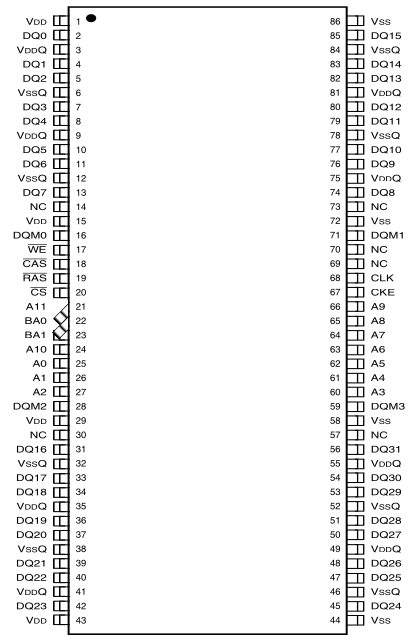 VDD 1 86 VSS
DQ0 2 85 DQ15
VDDQ 3 84 VSSQ
DQ1 4 83 DQ14
DQ2 5 82 DQ13
VSSQ 6 81 VDDQ
DQ3 7 80 DQ12
DQ4 8 79 DQ11
VDDQ 9 78 VSSQ
DQ5 10 77 DQ10
DQ6 11 76 DQ9
VSSQ 12 75 VDDQ
DQ7 13 74 DQ8
NC 14 73 NC
VDD 15 72 VSS
DQM0 16 71 DQM1
WE 17 70 NC
CAS 18 69 NC
RAS 19 68 CLK
CS 20 67 CKE
A11 21 66 A9
BA0 22 65 A8
BA1 23 64 A7
A10 24 63 A6
A0 25 62 A5
A1 26 61 A4
A2 27 60 A3
DQM2 28 59 DQM3
VDD 29 58 VSS
NC 30 57 NC
DQ16 31 56 DQ31
VSSQ 32 55 VDDQ
DQ17 33 54 DQ30
DQ18 34 53 DQ29
VDDQ 35 52 VSSQ
DQ19 36 51 DQ28
DQ20 37 50 DQ27
VSSQ 38 49 VDDQ
DQ21 39 48 DQ26
DQ22 40 47 DQ25
VDDQ 41 46 VSSQ
DQ23 42 45 DQ24
VDD 43 44 VSS